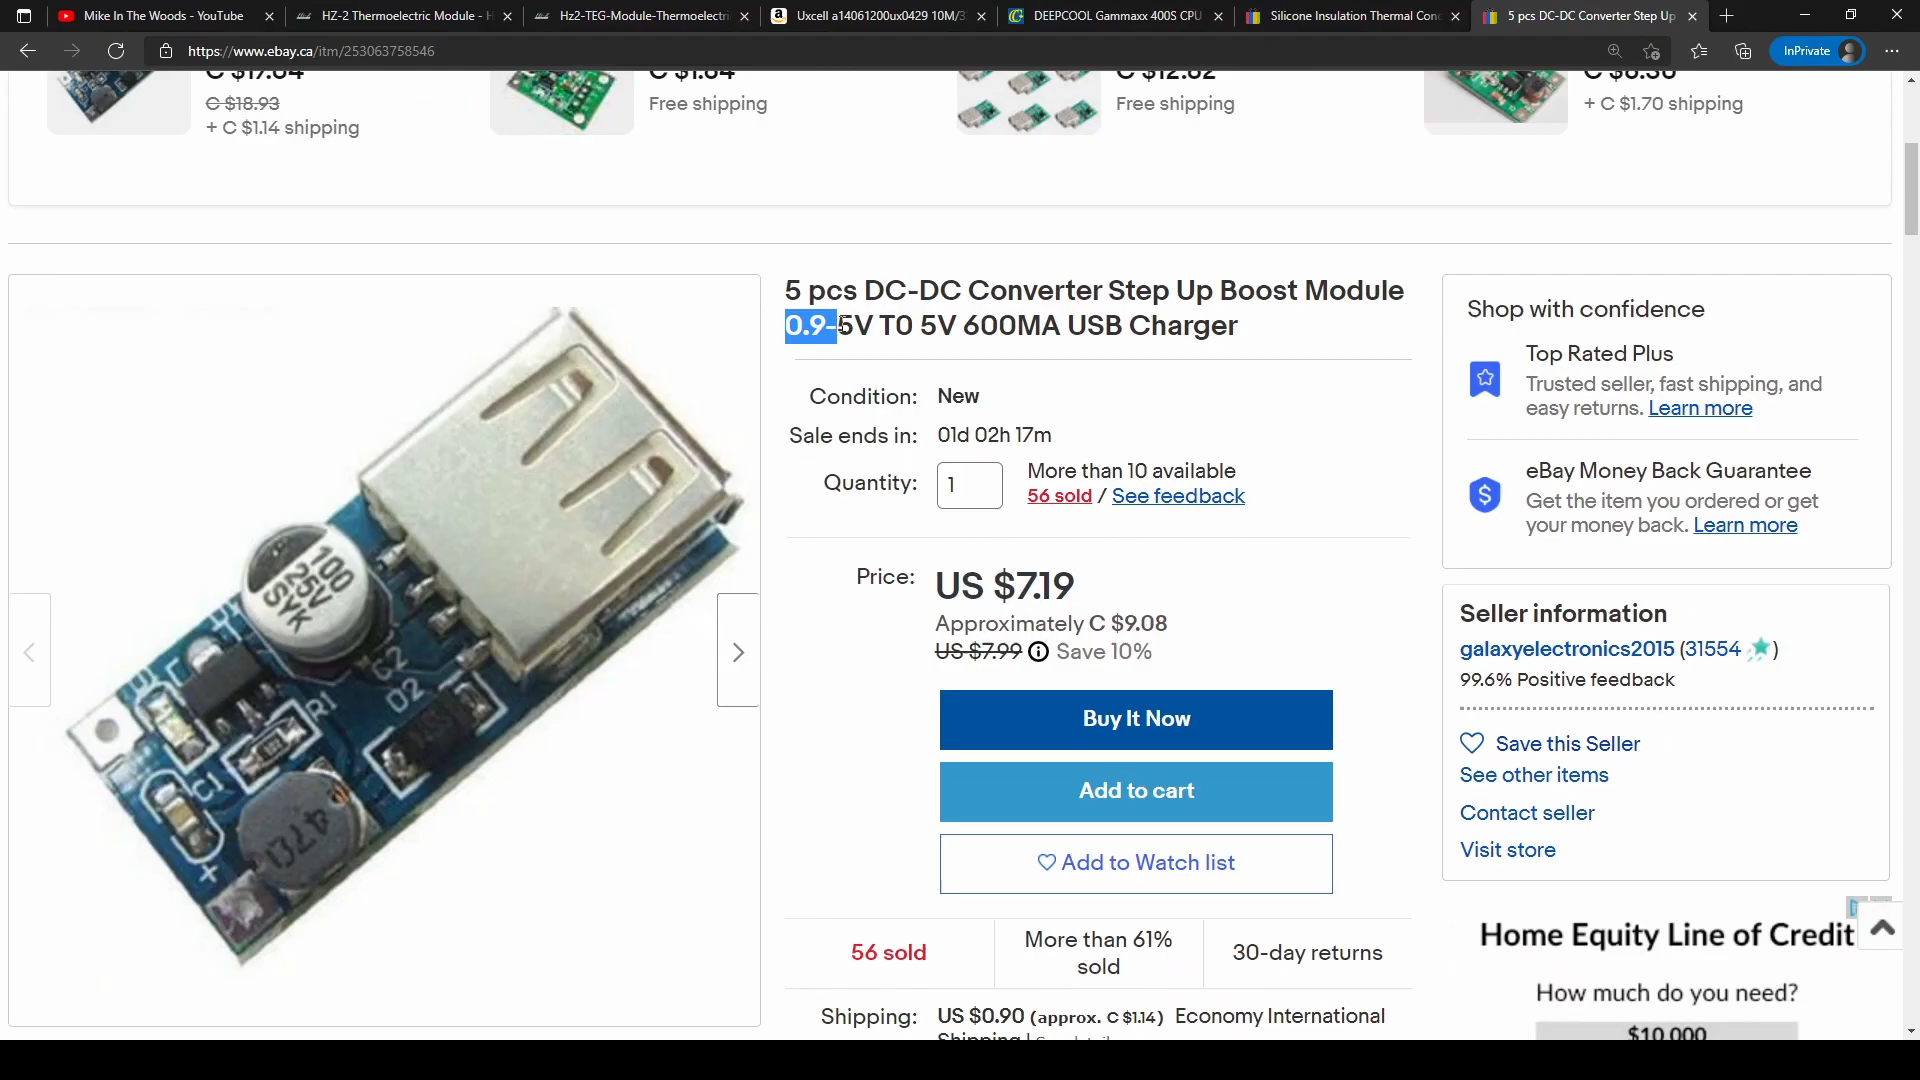 Mike In The Woods - YouTube
HZ-2 Thermoelectric Module - H
Hz2-TEG-Module-Thermoelectri
Uxcell a14061200ux0429 10M/3
DEEPCOOL Gammaxx 400S CPU
Silicone Insulation Thermal Con
5 pcs DC-DC Converter Step Up
https://www.ebay.ca/itm/253063758546
InPrivate
C $17.04
C $18.93
+ C $1.14 shipping
C $1.64
Free shipping
C $12.62
Free shipping
+ C $1.70 shipping
5 pcs DC-DC Converter Step Up Boost Module
0.9-5V T0 5V 600MA USB Charger
Condition: New
Sale ends in: 01d 02h 17m
Quantity: 1
More than 10 available
56 sold / See feedback
Price: US $7.19
Approximately C $9.08
US $7.99 Save 10%
Buy It Now
Add to cart
Add to Watch list
56 sold
More than 61%
sold
30-day returns
Shipping: US $0.90 (approx. C $1.14) Economy International
Shipping |
Shop with confidence
Top Rated Plus
Trusted seller, fast shipping, and
easy returns. Learn more
eBay Money Back Guarantee
Get the item you ordered or get
your money back. Learn more
Seller information
galaxyelectronics2015 (31554)
99.6% Positive feedback
Save this Seller
See other items
Contact seller
Visit store
Home Equity Line of Credit
How much do you need?
$10,000
100
25V
SYK
C2
D2
R1
C1
+